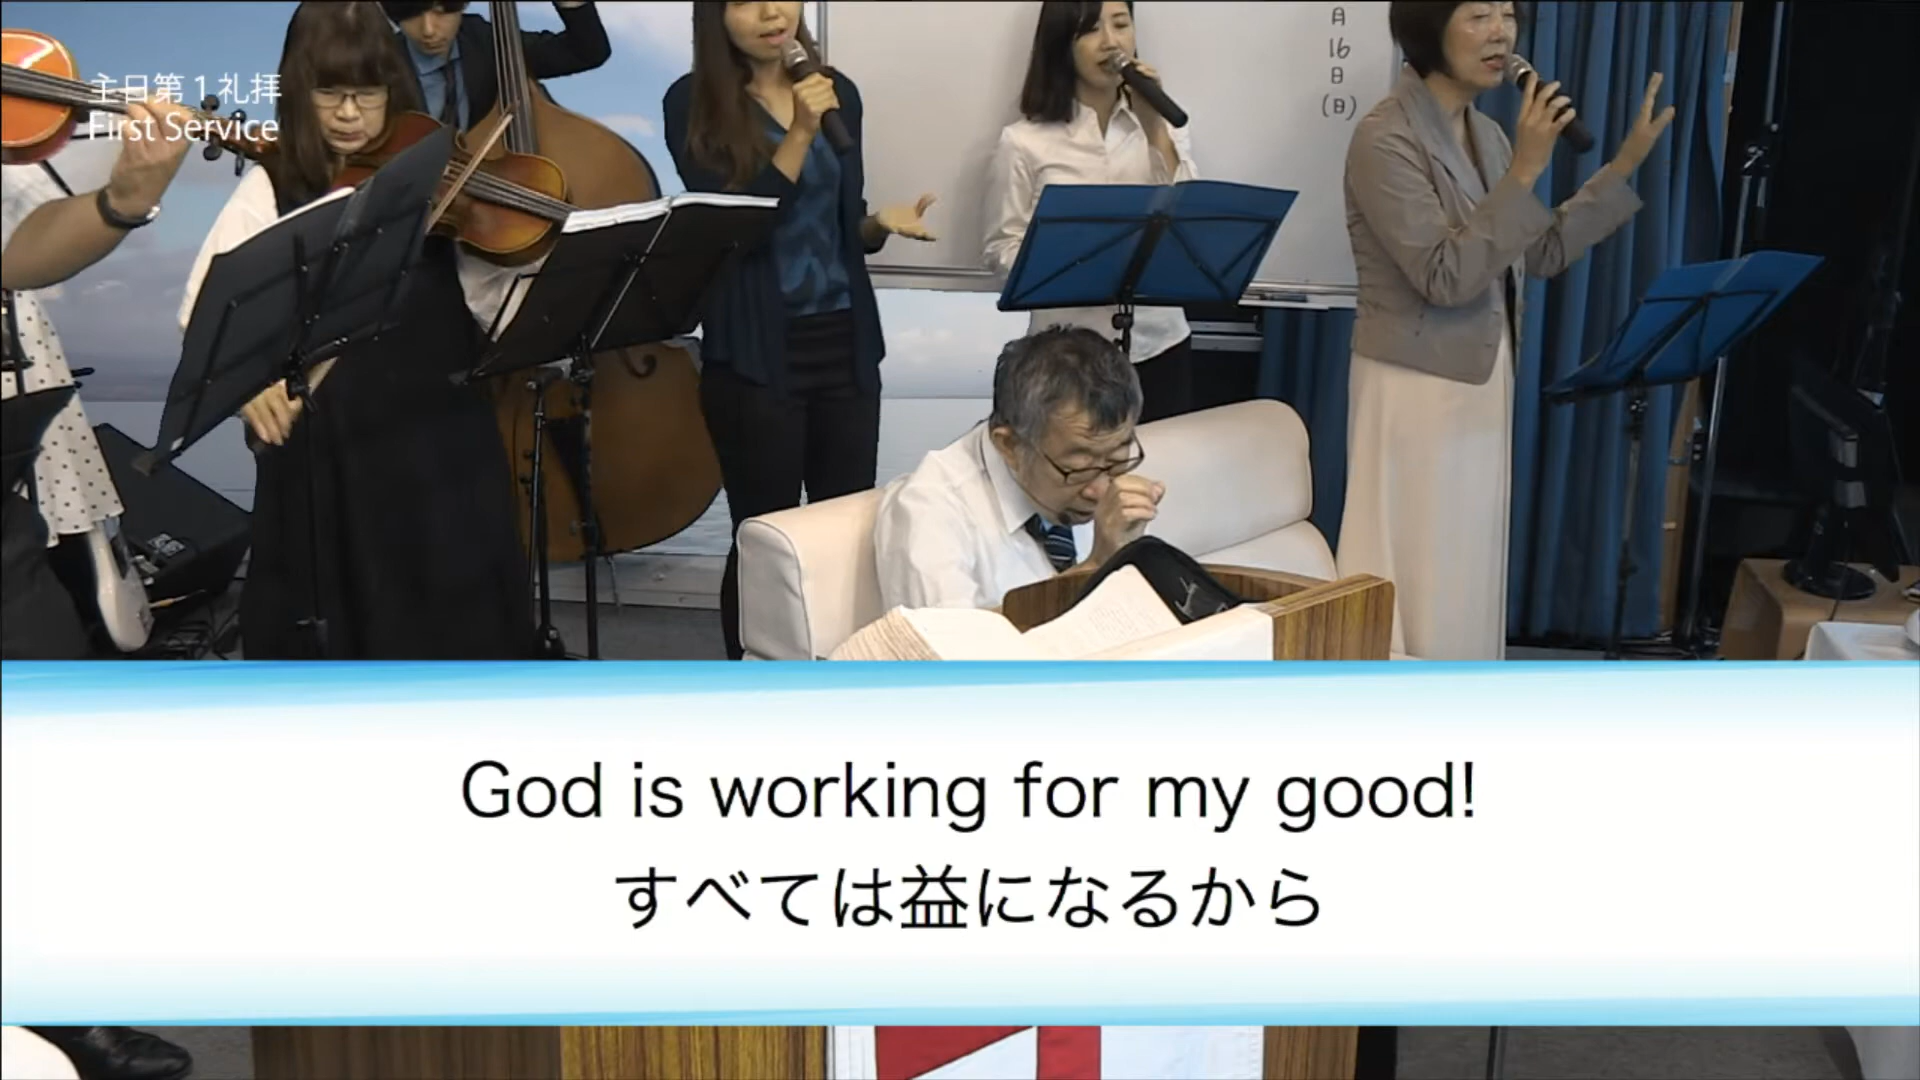 主日第1礼拝
First Service
月
16
日
(日)
God is working for my good!
すべては益になるから